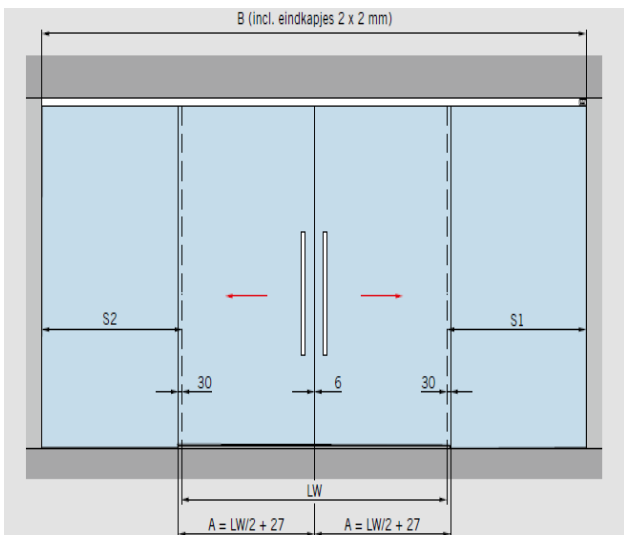 B (incl. eindkapjes 2 x 2 mm)
S2
S1
30
6
30
LW
A = LW/2 + 27
A = LW/2 + 27